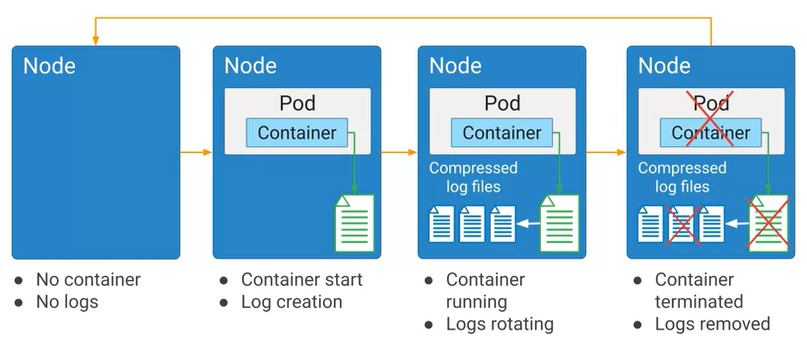 Node
No container
No logs
Node
Pod
Container
Container start
Log creation
Node
Pod
Container
Compressed
log files
Container
running
Logs rotating
Node
Pod
Container
Compressed
log files
Container
terminated
Logs removed